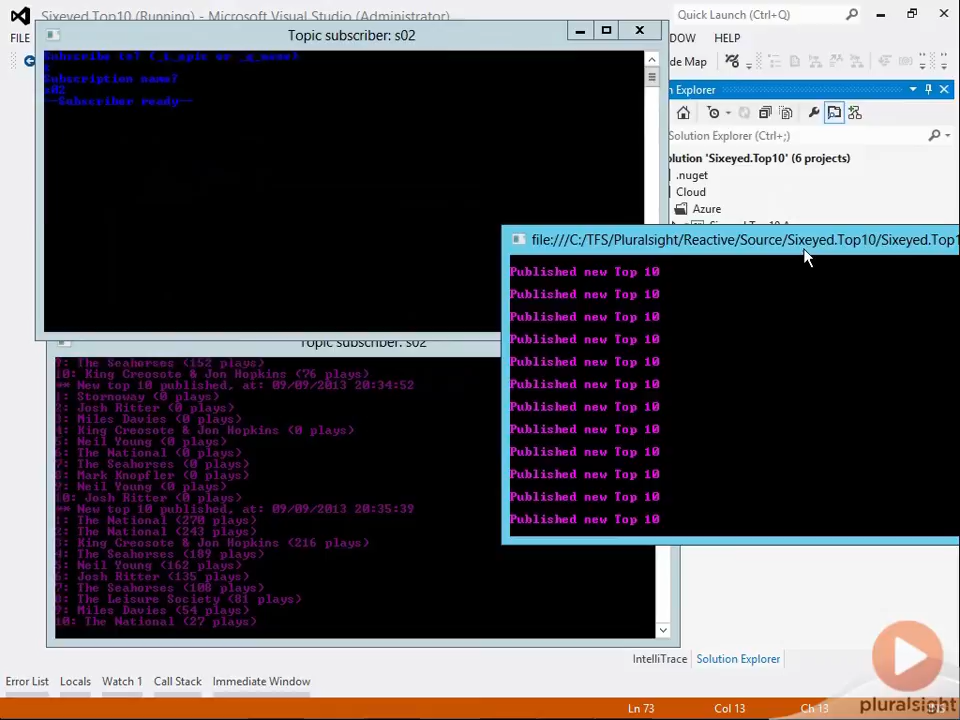 Sixeyed.Top10 (Running) - Microsoft Visual Studio (Administrator)
Quick Launch (Ctrl+Q)
FILE
DOW
HELP
de Map
Topic subscriber: s02
Subscription name?
s02
--Subscriber ready--
n Explorer
Solution Explorer (Ctrl+;)
olution 'Sixeyed.Top10' (6 projects)
.nuget
Cloud
Azure
file:///C:/TFS/Pluralsight/Reactive/Source/Sixeyed.Top10/Sixeyed.Top1
Published new Top 10
Published new Top 10
Published new Top 10
Published new Top 10
Published new Top 10
Published new Top 10
Published new Top 10
Published new Top 10
Published new Top 10
Published new Top 10
Published new Top 10
Published new Top 10
Topic subscriber: s02
9: The Seahorses (152 plays)
10: King Creosote & Jon Hopkins (76 plays)
** New top 10 published, at: 09/09/2013 20:34:52
1: Stornoway (0 plays)
2: Josh Ritter (0 plays)
3: Miles Davies (0 plays)
4: King Creosote & Jon Hopkins (0 plays)
5: Neil Young (0 plays)
6: The National (0 plays)
7: The Seahorses (0 plays)
8: Mark Knopfler (0 plays)
9: Neil Young (0 plays)
10: Josh Ritter (0 plays)
** New top 10 published, at: 09/09/2013 20:35:39
1: The National (270 plays)
2: The National (243 plays)
3: King Creosote & Jon Hopkins (216 plays)
4: The Seahorses (189 plays)
5: Neil Young (162 plays)
6: Josh Ritter (135 plays)
7: The Seahorses (108 plays)
8: The Leisure Society (81 plays)
9: Miles Davies (54 plays)
10: The National (27 plays)
IntelliTrace
Solution Explorer
Error List
Locals
Watch 1
Call Stack
Immediate Window
Ln 73
Col 13
Ch 13
pluralsight